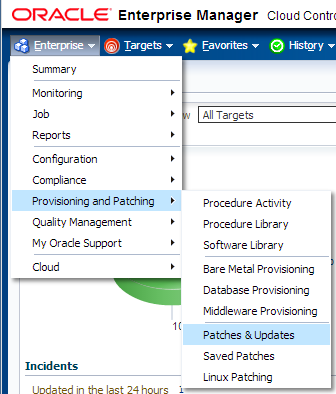 ORACLE Enterprise Manager Cloud Contro
Enterprise Targets Favorites History
Summary
Monitoring
Job
Reports
Configuration
Compliance
Provisioning and Patching
Quality Management
My Oracle Support
Cloud
All Targets
Procedure Activity
Procedure Library
Software Library
Bare Metal Provisioning
Database Provisioning
Middleware Provisioning
Patches & Updates
Saved Patches
Linux Patching
Incidents
Updated in the last 24 hours